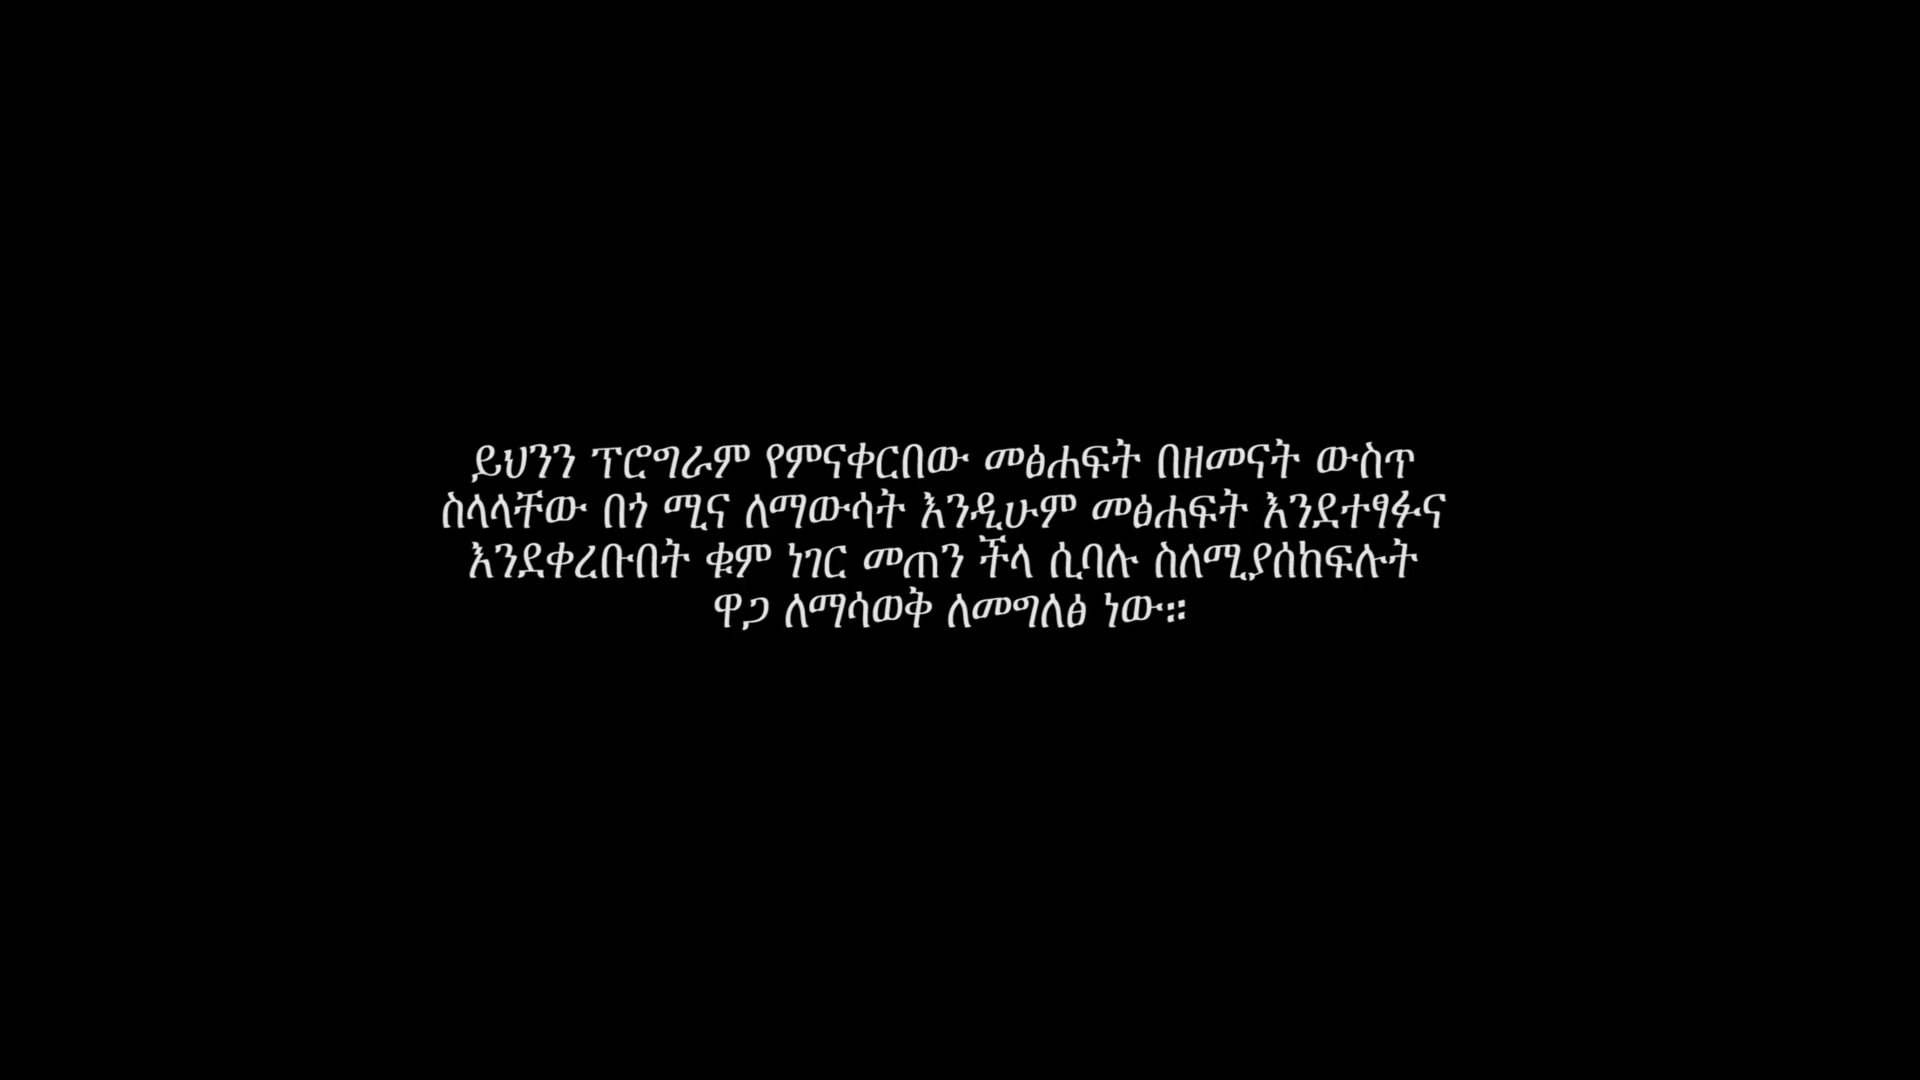 ይህንን ፕሮግራም የምናቀርበው መፅሐፍት በዘመናት ውስጥ
ስላላቸው በጎ ሚና ለማውሳት እንዲሁም መፅሐፍት እንደተፃፉና
እንደቀረቡበት ቁም ነገር መጠን ችላ ሲባሉ ስለሚያሰከፍሉት
ዋጋ ለማሳወቅ ለመግለፅ ነው።